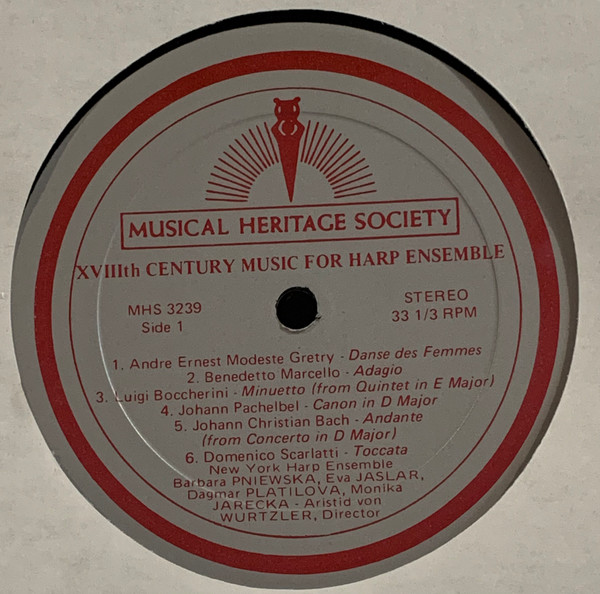 MUSICAL HERITAGE SOCIETY
XVIIIth CENTURY MUSIC FOR HARP ENSEMBLE
MHS 3239
Side 1
STEREO
33 1/3 RPM
1. Andre Ernest Modeste Gretry - Danse des Femmes
2. Benedetto Marcello - Adagio
3. Luigi Boccherini - Minuetto (from Quintet in E Major)
4. Johann Pachelbel - Canon in D Major
5. Johann Christian Bach - Andante
(from Concerto in D Major)
6. Domenico Scarlatti - Toccata
New York Harp Ensemble
Barbara PNIEWSKA, Eva JASLAR,
Dagmar PLATILOVA, Monika
JARECKA - Aristid von
WURTZLER, Director